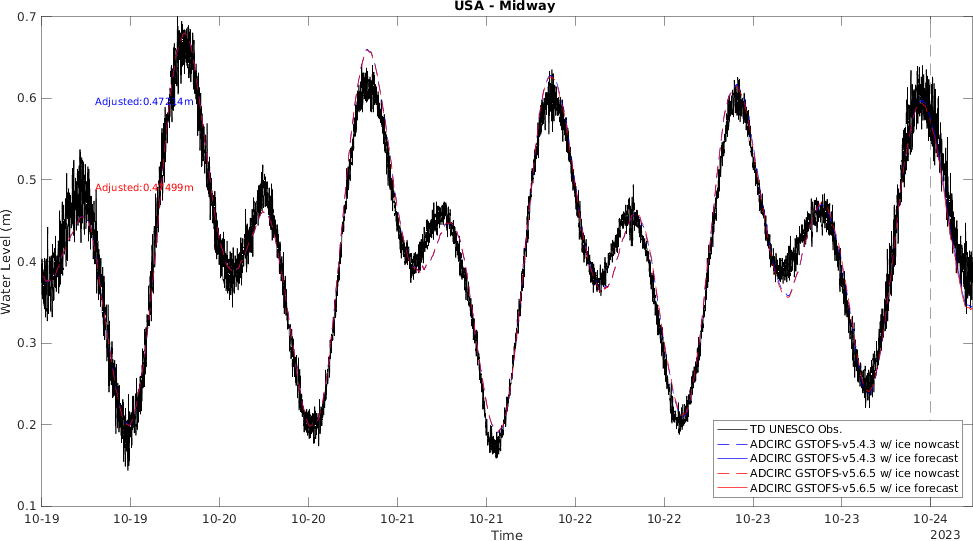 USA - Midway
0.7
0.6
0.5
0.4
0.3
0.2
0.1
Water Level (m)
Adjusted:0.47214m
Adjusted:0.47499m
TD UNESCO Obs.
ADCIRC GSTOFS-v5.4.3 w/ ice nowcast
ADCIRC GSTOFS-v5.4.3 w/ ice forecast
ADCIRC GSTOFS-v5.6.5 w/ ice nowcast
ADCIRC GSTOFS-v5.6.5 w/ ice forecast
10-19 10-19 10-20 10-20 10-21 10-21 10-22 10-22 10-23 10-23 10-24
Time
2023